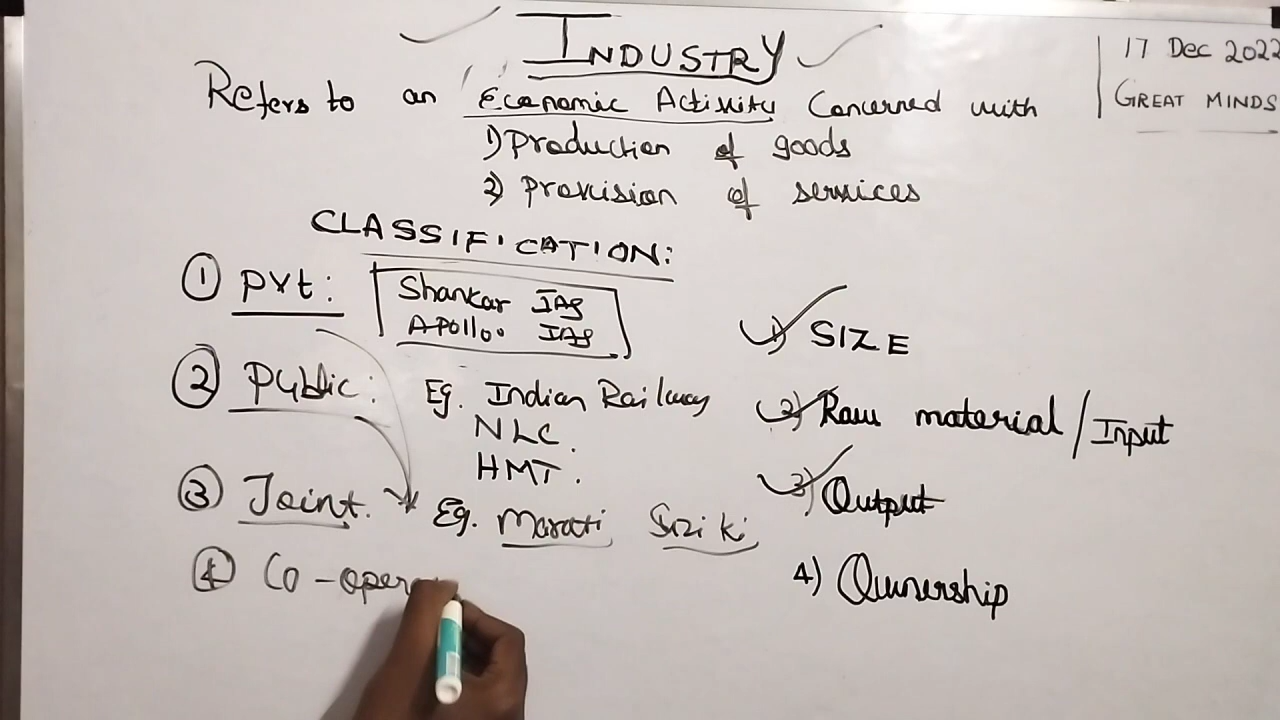 INDUSTRY
17 Dec 2022
GREAT MINDS
Refers to an Economic Activity Concerned with
1) Production of goods
2) Provision of services
CLASSIFICATION:
1 Pvt:
Shankar IAS
Apollo IAS
2 Public: Eg. Indian Railway
NLC.
HMT.
3 Joint. Eg. Maruti Sizi ki
4 Co-oper
1) SIZE
2) Raw material/Input
3) Output
4) Ownership